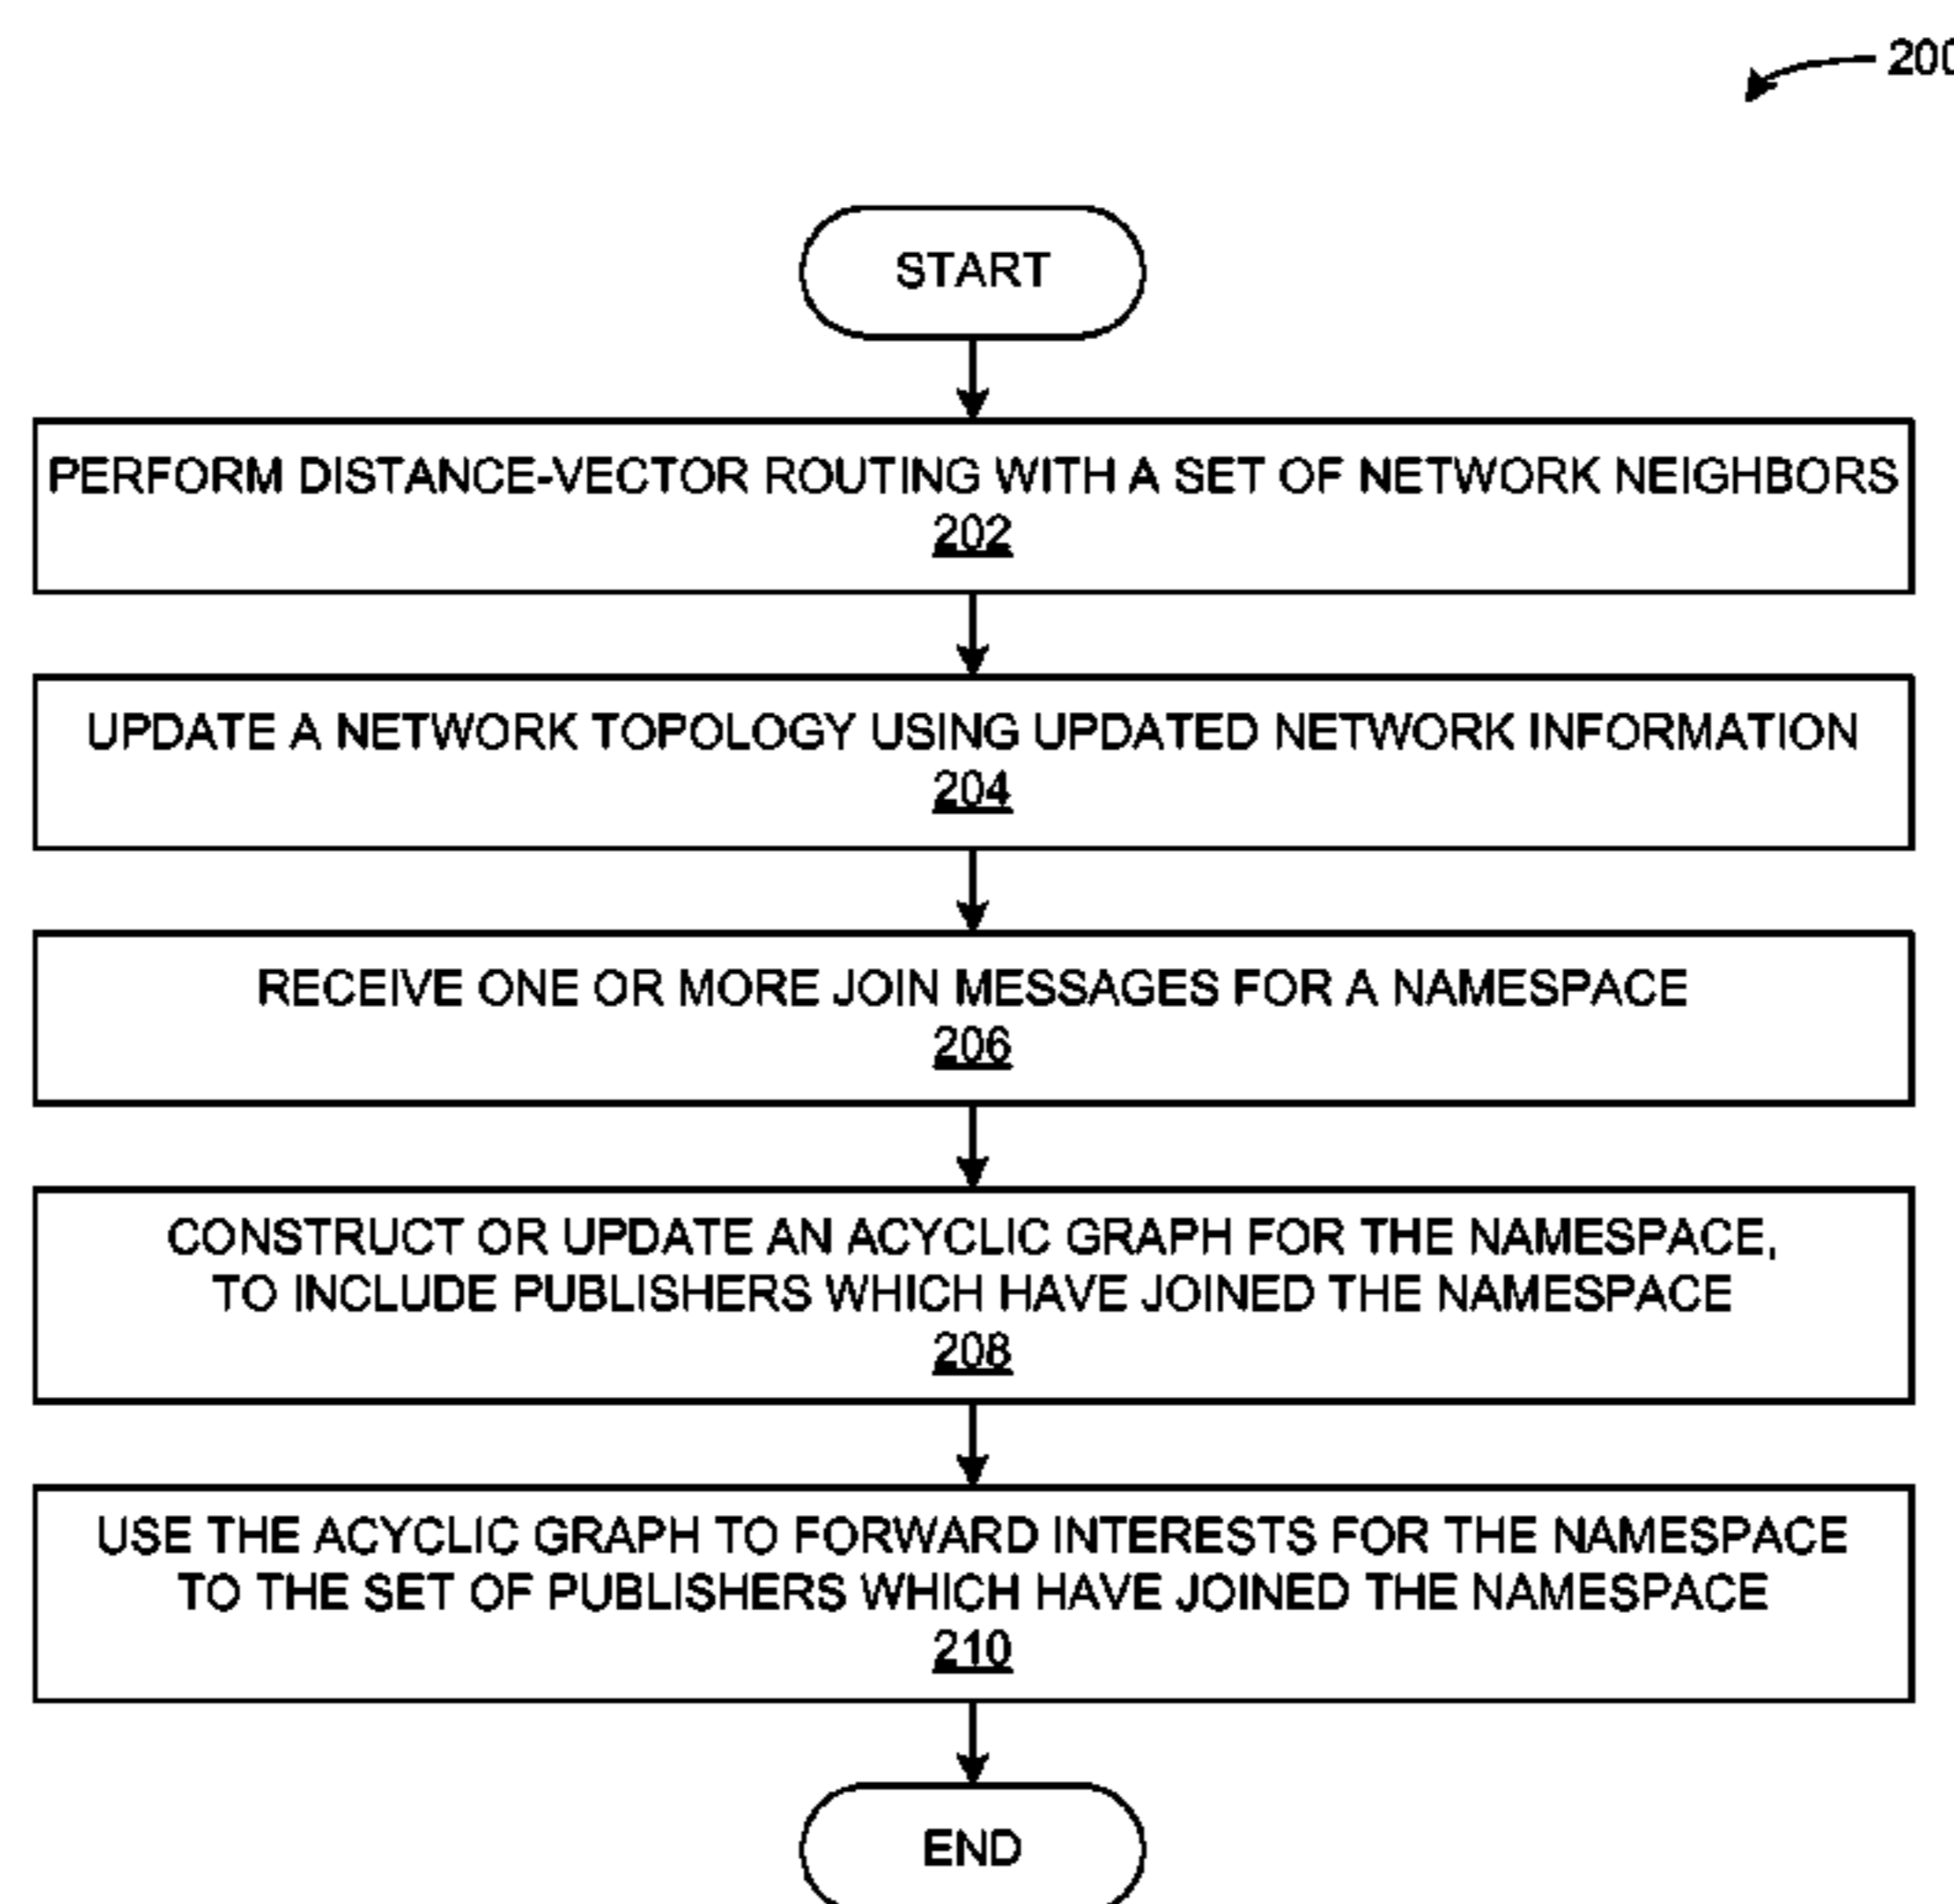 200
START
PERFORM DISTANCE-VECTOR ROUTING WITH A SET OF NETWORK NEIGHBORS
202
UPDATE A NETWORK TOPOLOGY USING UPDATED NETWORK INFORMATION
204
RECEIVE ONE OR MORE JOIN MESSAGES FOR A NAMESPACE
206
CONSTRUCT OR UPDATE AN ACYCLIC GRAPH FOR THE NAMESPACE,
TO INCLUDE PUBLISHERS WHICH HAVE JOINED THE NAMESPACE
208
USE THE ACYCLIC GRAPH TO FORWARD INTERESTS FOR THE NAMESPACE
TO THE SET OF PUBLISHERS WHICH HAVE JOINED THE NAMESPACE
210
END